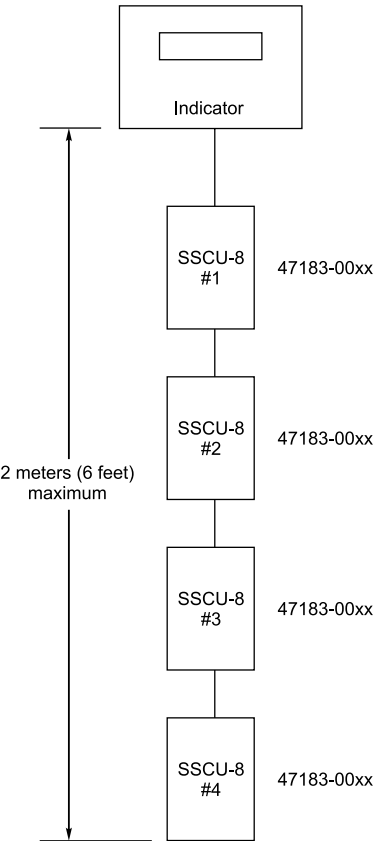 Indicator
SSCU-8
#1
47183-00xx
SSCU-8
#2
47183-00xx
2 meters (6 feet)
maximum
SSCU-8
#3
47183-00xx
SSCU-8
#4
47183-00xx